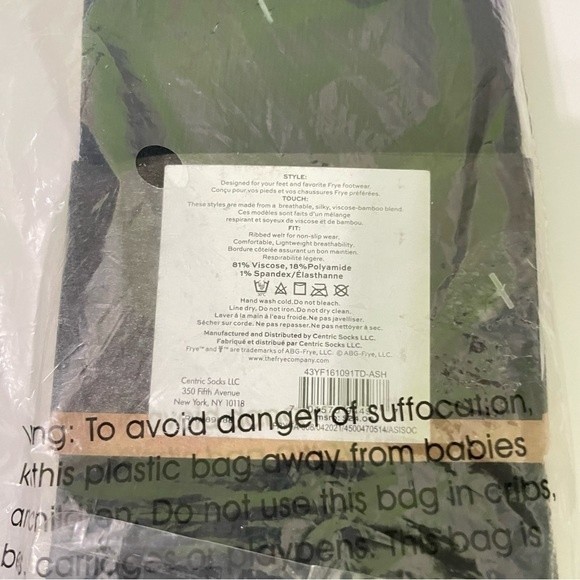 STYLE:
Designed for your feet and favorite Frye footwear.
Conçu pour vos pieds et vos chaussures Frye préférées.
TOUCH:
These styles are made from a breathable, silky, viscose-bamboo blend.
Ces modèles sont faits d'un mélange
respirant et soyeux de viscose et de bambou.
FIT:
Ribbed welt for non-slip wear,
Comfortable, Lightweight breathability.
Bordure côtelée assurant un bon maintien.
Respirabilité légère.
81% Viscose, 18%Polyamide
1% Spandex/Élasthanne
Hand wash cold.Do not bleach.
Line dry. Do not iron.Do not dry clean.
Laver à la main à l'eau froide.Ne pas javelliser.
Sécher sur corde. Ne pas repasser.Ne pas nettoyer à sec.
Manufactured and Distributed by Centric Socks LLC.
Fabriqué et distribué par Centric Socks LLC.
Frye™ and ™ are trademarks of ABG-Frye, LLC © ABG-Frye, LLC.
www.thefryecompany.com
Centric Socks LLC
350 Fifth Avenue
New York, NY 10118
43YF161091TD-ASH
042021/4500470514/ASISOC
To avoid danger of suffocation,
this plastic bag away from babies
Do not use this bag in cribs,
carriages or playpens. This bag is